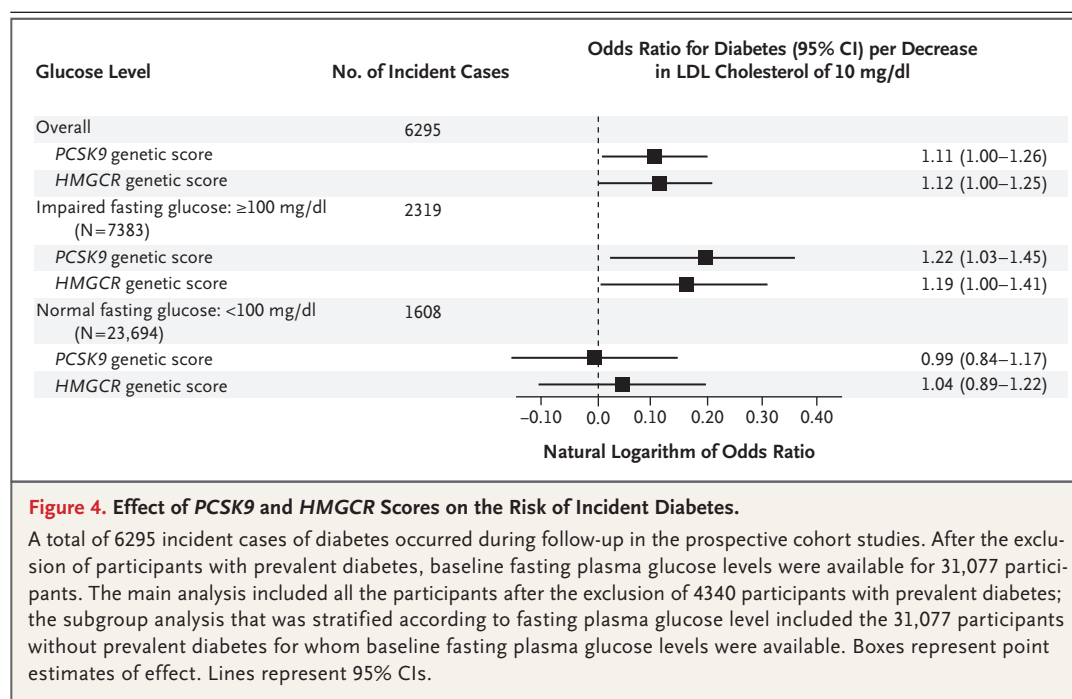 Glucose Level No. of Incident Cases Odds Ratio for Diabetes (95% CI) per Decrease
in LDL Cholesterol of 10 mg/dl
Overall 6295
PCSK9 genetic score 1.11 (1.00–1.26)
HMGCR genetic score 1.12 (1.00–1.25)
Impaired fasting glucose: ≥100 mg/dl 2319
(N=7383)
PCSK9 genetic score 1.22 (1.03–1.45)
HMGCR genetic score 1.19 (1.00–1.41)
Normal fasting glucose: <100 mg/dl 1608
(N=23,694)
PCSK9 genetic score 0.99 (0.84–1.17)
HMGCR genetic score 1.04 (0.89–1.22)
–0.10 0.0 0.10 0.20 0.30 0.40
Natural Logarithm of Odds Ratio
Figure 4. Effect of PCSK9 and HMGCR Scores on the Risk of Incident Diabetes.
A total of 6295 incident cases of diabetes occurred during follow-up in the prospective cohort studies. After the exclu-
sion of participants with prevalent diabetes, baseline fasting plasma glucose levels were available for 31,077 partici-
pants. The main analysis included all the participants after the exclusion of 4340 participants with prevalent diabetes;
the subgroup analysis that was stratified according to fasting plasma glucose level included the 31,077 participants
without prevalent diabetes for whom baseline fasting plasma glucose levels were available. Boxes represent point
estimates of effect. Lines represent 95% CIs.